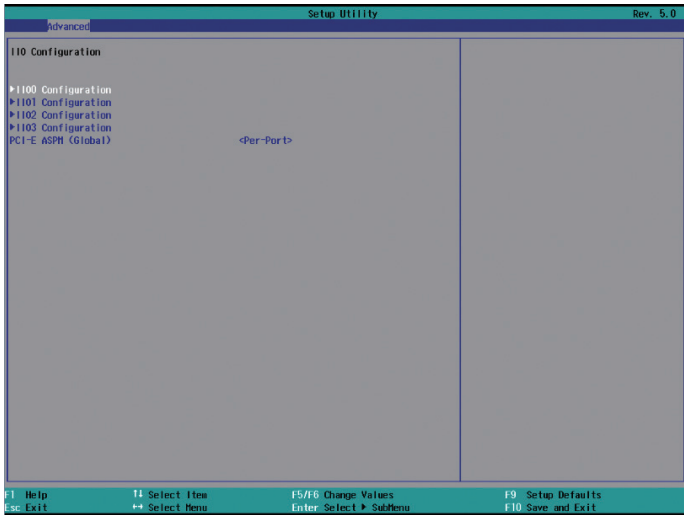 Setup Utility Rev. 5.0
Advanced
IIO Configuration
►IIO0 Configuration
►IIO1 Configuration
►IIO2 Configuration
►IIO3 Configuration
PCI-E ASPM (Global) <Per-Port>
F1 Help ↑↓ Select Item F5/F6 Change Values F9 Setup Defaults
Esc Exit ↔ Select Menu Enter Select ► SubMenu F10 Save and Exit